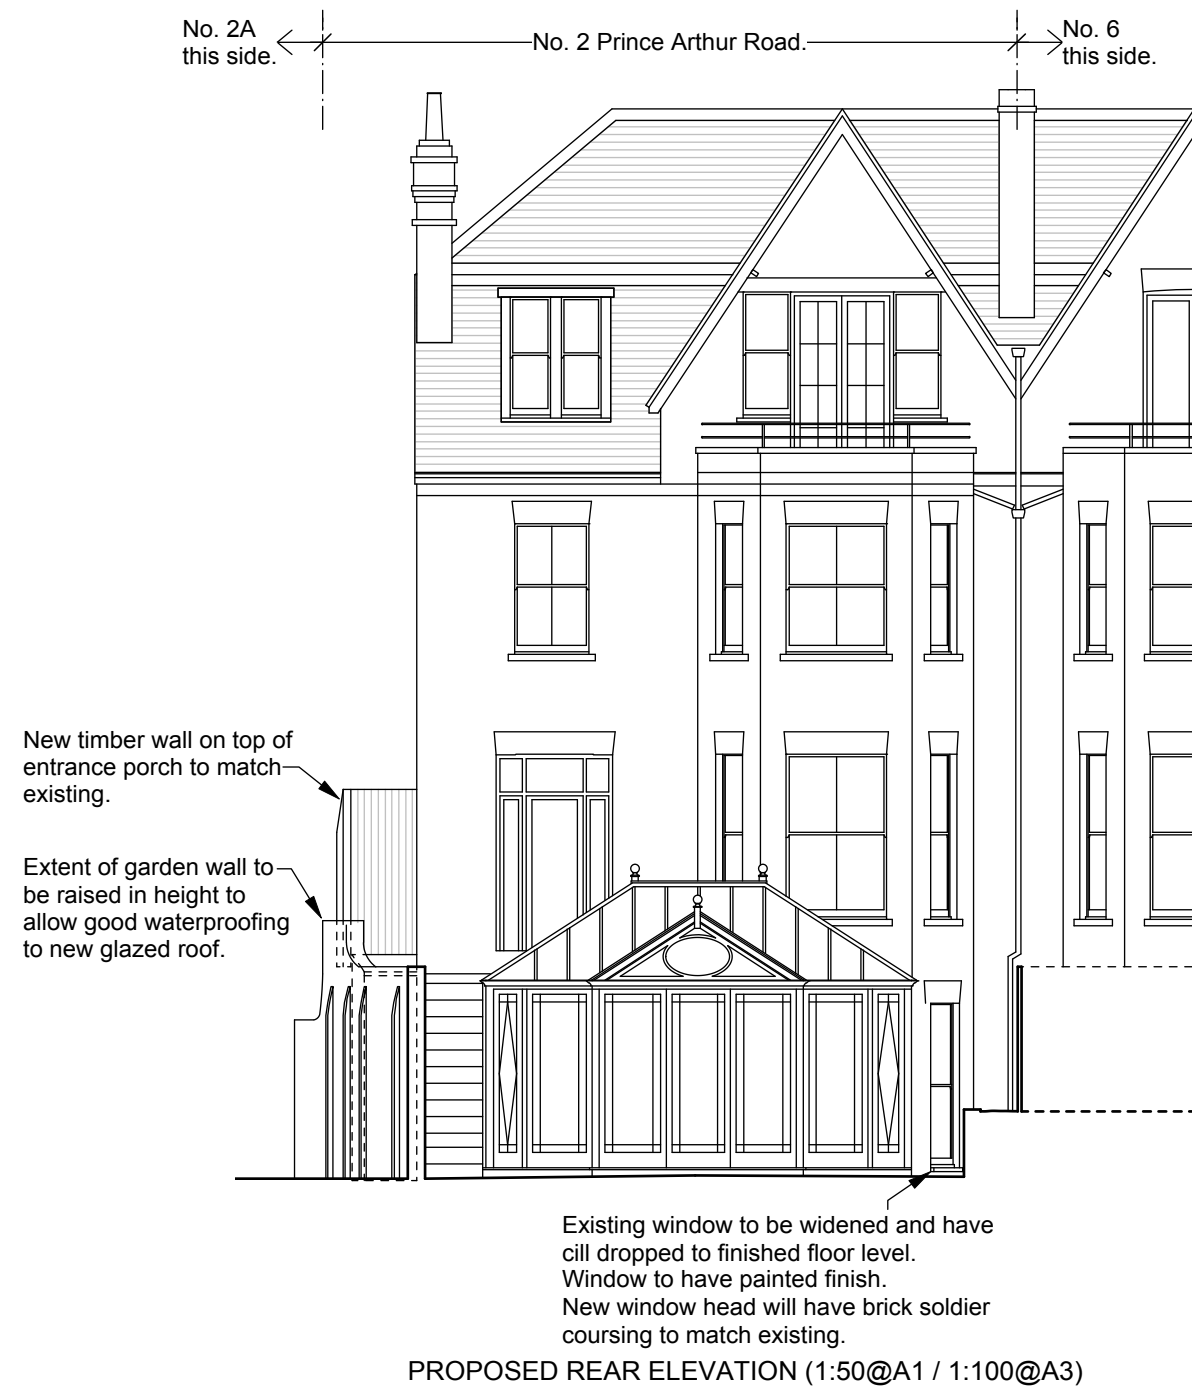 No. 2A
this side.
No. 2 Prince Arthur Road.
No. 6
this side.
New timber wall on top of
entrance porch to match
existing.
Extent of garden wall to
be raised in height to
allow good waterproofing
to new glazed roof.
Existing window to be widened and have
cill dropped to finished floor level.
Window to have painted finish.
New window head will have brick soldier
coursing to match existing.
PROPOSED REAR ELEVATION (1:50@A1 / 1:100@A3)